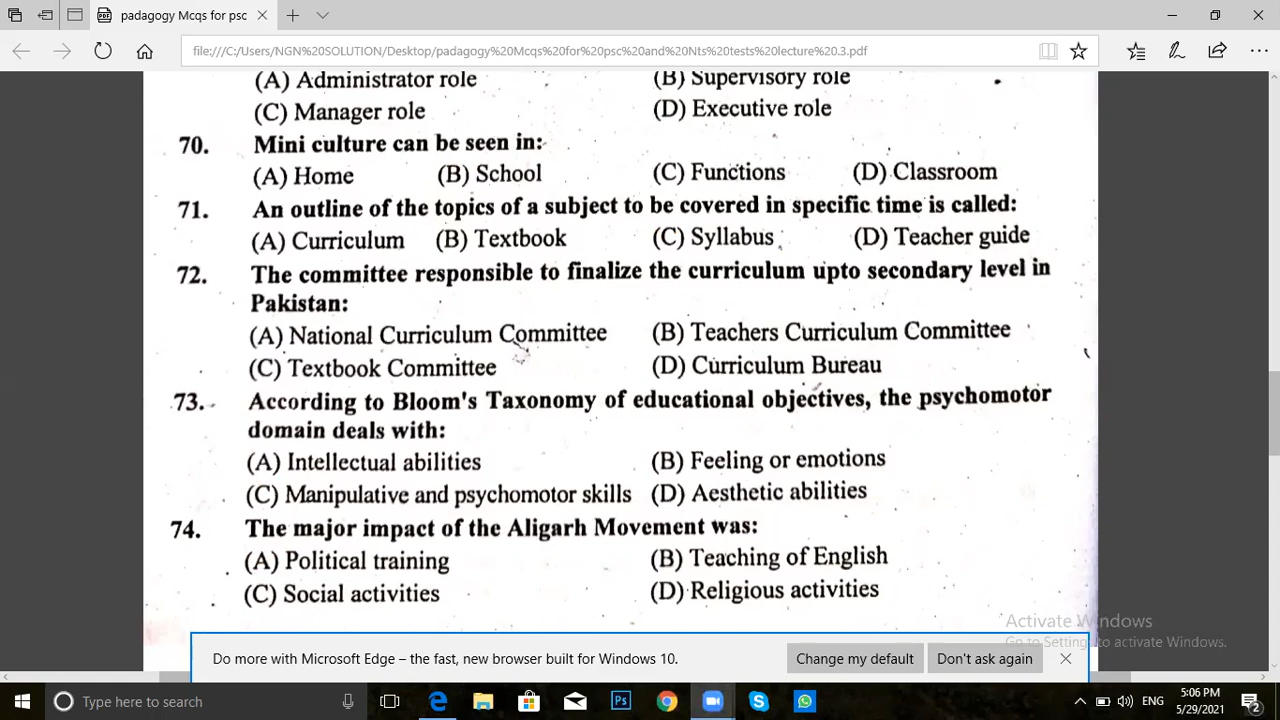 padagogy Mcqs for psc
file:///C:/Users/NGN%20SOLUTION/Desktop/padagogy%20Mcqs%20for%20psc%20and%20Nts%20tests%20lecture%20.3.pdf
(A) Administrator role (B) Supervisory role
(C) Manager role (D) Executive role
70. Mini culture can be seen in:
(A) Home (B) School (C) Functions (D) Classroom
71. An outline of the topics of a subject to be covered in specific time is called:
(A) Curriculum (B) Textbook (C) Syllabus (D) Teacher guide
72. The committee responsible to finalize the curriculum upto secondary level in
Pakistan:
(A) National Curriculum Committee (B) Teachers Curriculum Committee
(C) Textbook Committee (D) Curriculum Bureau
73. According to Bloom's Taxonomy of educational objectives, the psychomotor
domain deals with:
(A) Intellectual abilities (B) Feeling or emotions
(C) Manipulative and psychomotor skills (D) Aesthetic abilities
74. The major impact of the Aligarh Movement was:
(A) Political training (B) Teaching of English
(C) Social activities (D) Religious activities
Activate Windows
Go to Settings to activate Windows.
Do more with Microsoft Edge – the fast, new browser built for Windows 10. Change my default Don't ask again
Type here to search ENG 5:06 PM
5/29/2021 2